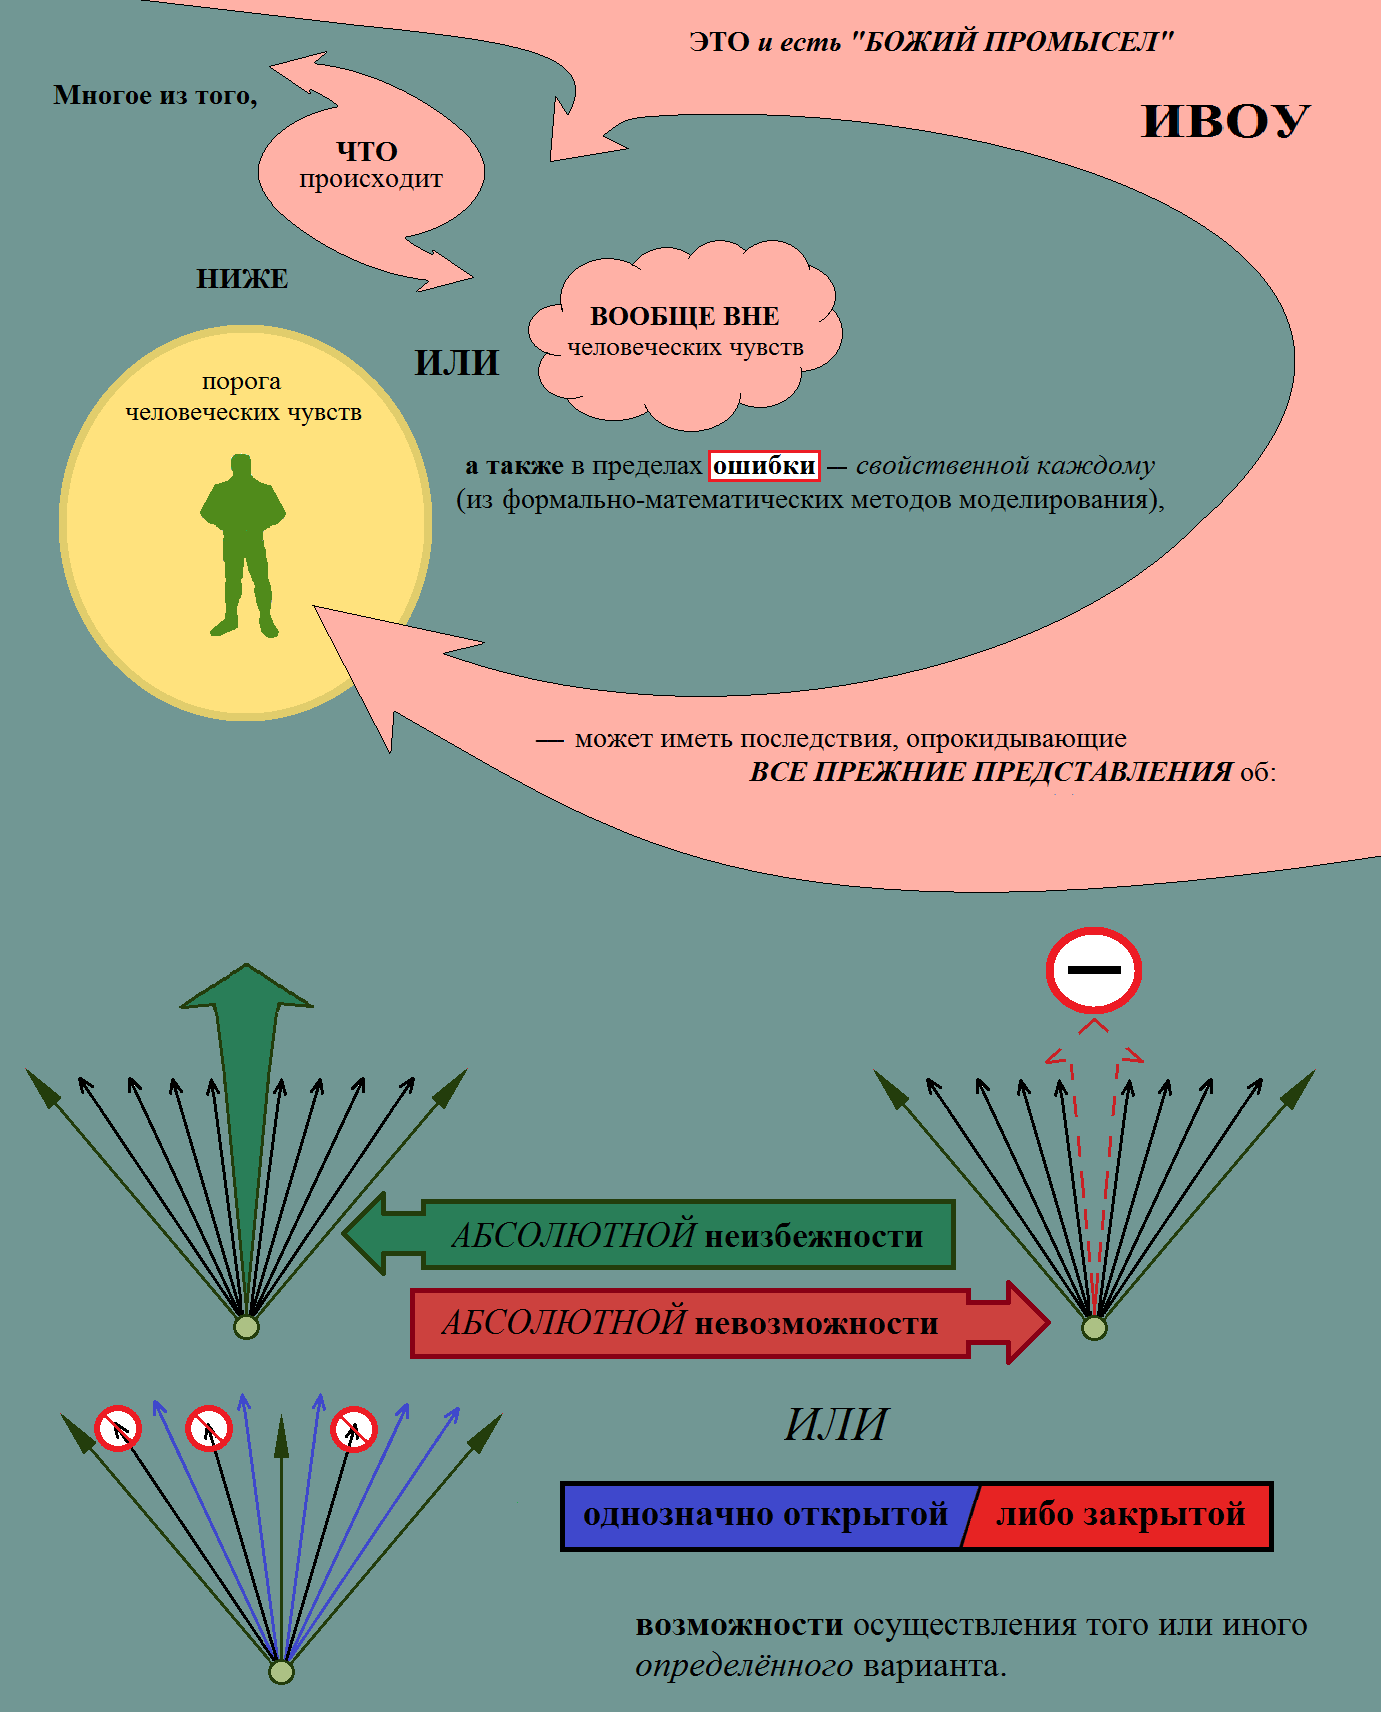 ЭТО и есть "БОЖИЙ ПРОМЫСЕЛ"
ИВОУ
Многое из того,
ЧТО
происходит
НИЖЕ
порога
человеческих чувств
ИЛИ
ВООБЩЕ ВНЕ
человеческих чувств
а также в пределах ошибки — свойственной каждому
(из формально-математических методов моделирования),
— может иметь последствия, опрокидывающие
ВСЕ ПРЕЖНИЕ ПРЕДСТАВЛЕНИЯ об:
АБСОЛЮТНОЙ неизбежности
АБСОЛЮТНОЙ невозможности
ИЛИ
однозначно открытой либо закрытой
возможности осуществления того или иного
определённого варианта.